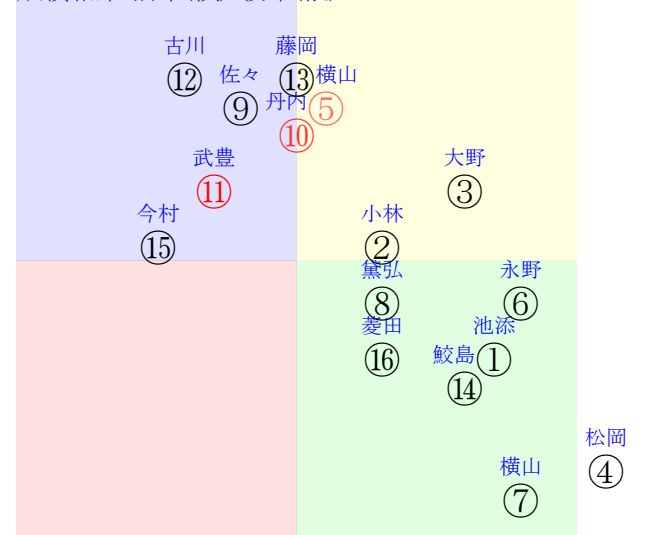 古川
⑫
藤岡
⑬
佐々
⑨
横山
⑤
丹内
⑩
武豊
⑪
大野
③
今村
⑮
小林
②
黛弘
⑧
永野
⑥
菱田
⑯
池添
①
鮫島
⑭
松岡
④
横山
⑦